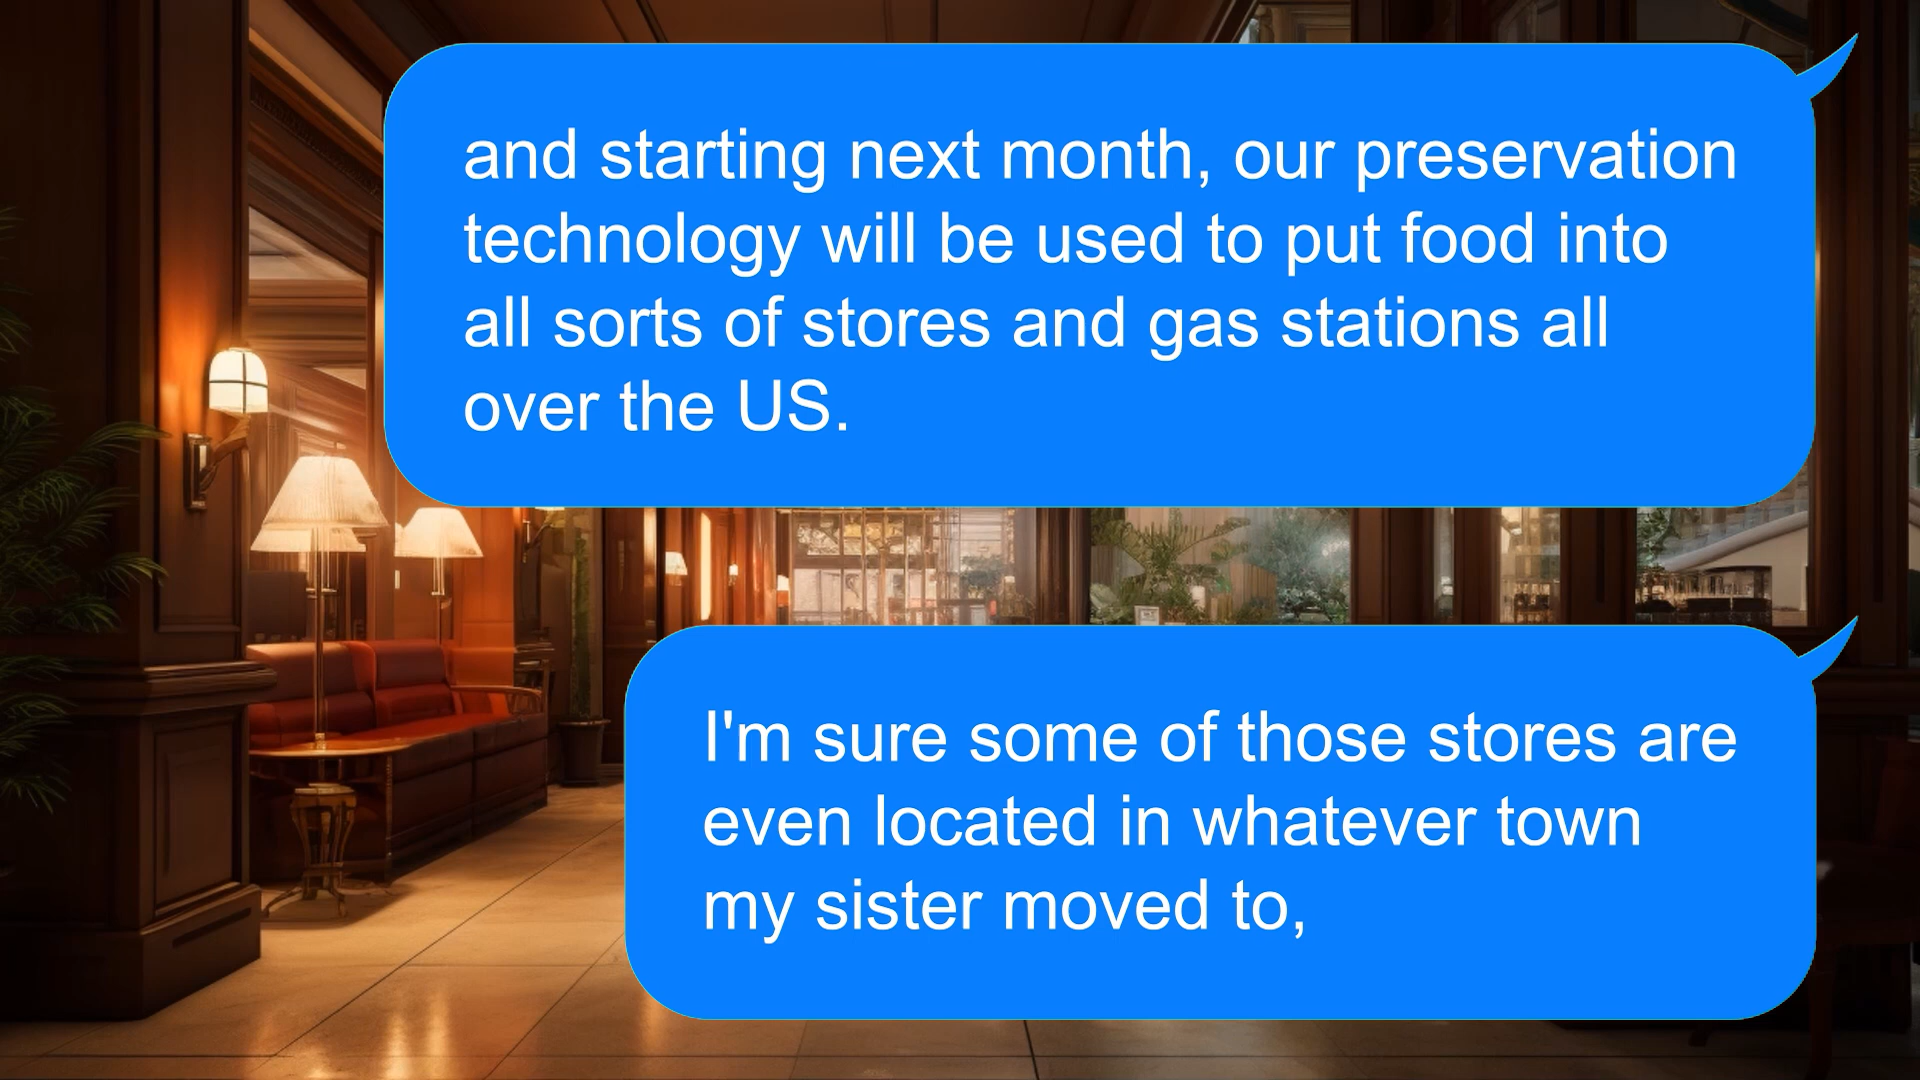 and starting next month, our preservation
technology will be used to put food into
all sorts of stores and gas stations all
over the US.
I'm sure some of those stores are
even located in whatever town
my sister moved to,